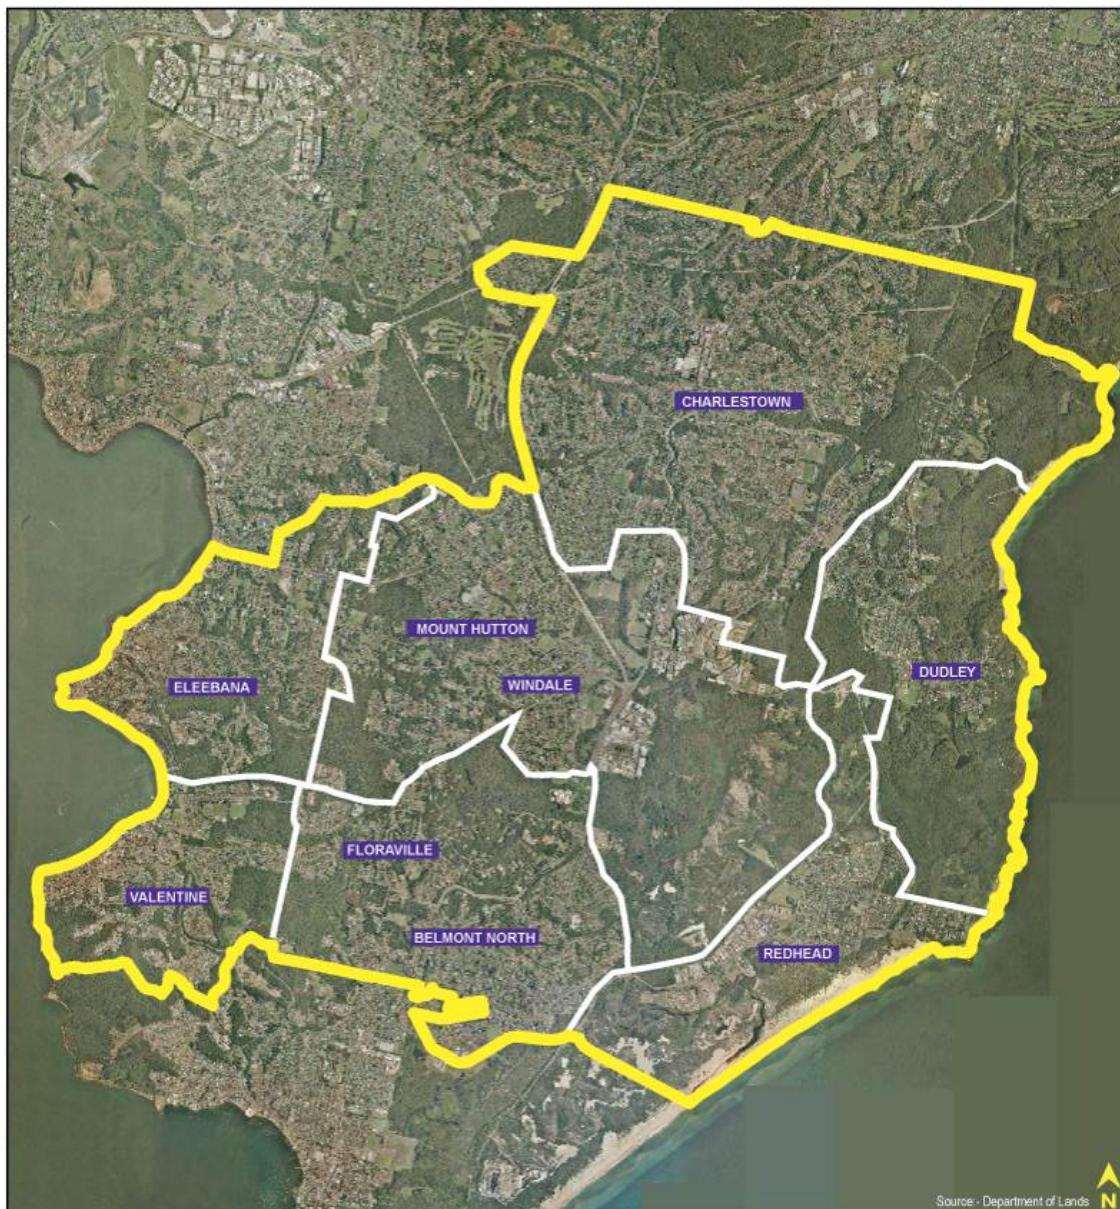 CHARLESTOWN
MOUNT HUTTON
DUDLEY
ELEEBANA
WINDALE
FLORAVILLE
VALENTINE
BELMONT NORTH
REDHEAD
Source:- Department of Lands
N